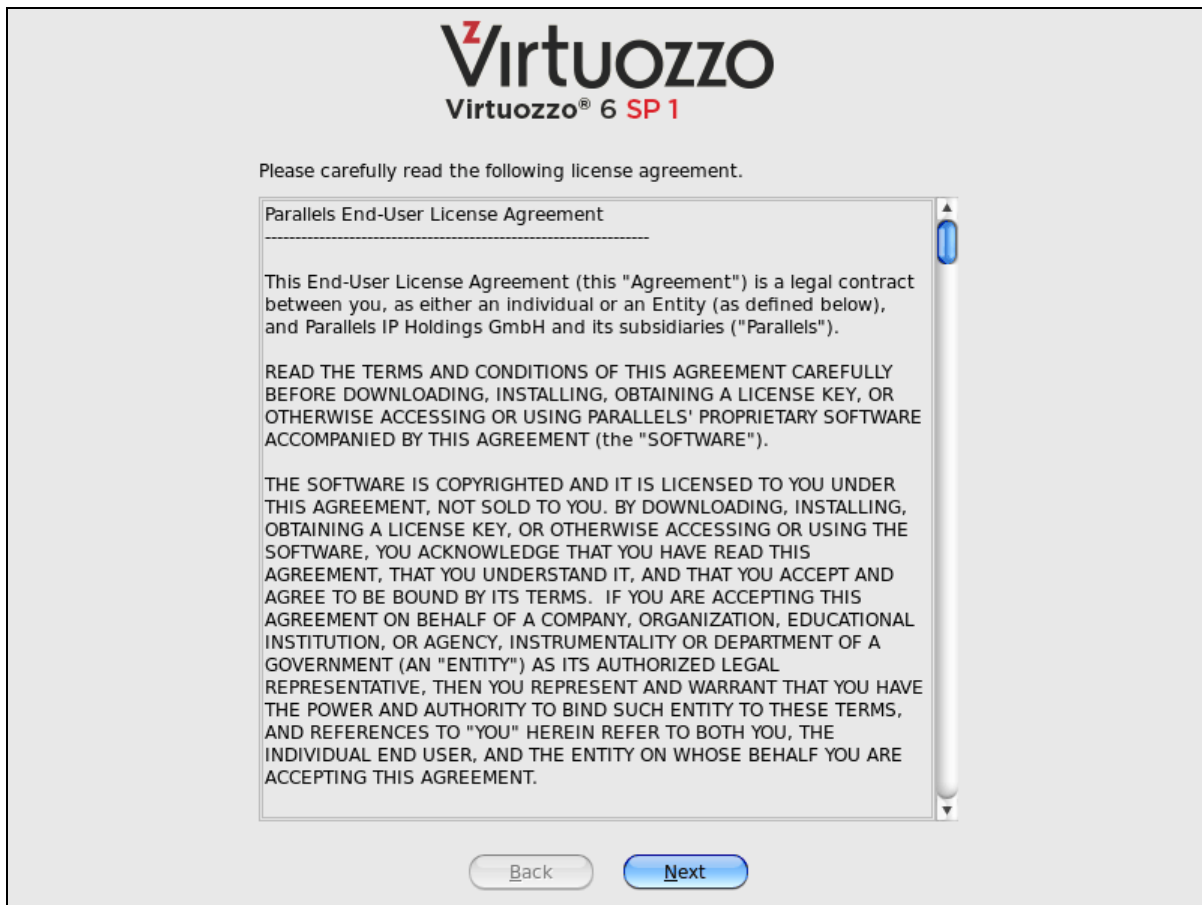 Virtuozzo
Virtuozzo® 6 SP 1
Please carefully read the following license agreement.
Parallels End-User License Agreement
----------------------------------------------------------------
This End-User License Agreement (this "Agreement") is a legal contract
between you, as either an individual or an Entity (as defined below),
and Parallels IP Holdings GmbH and its subsidiaries ("Parallels").
READ THE TERMS AND CONDITIONS OF THIS AGREEMENT CAREFULLY
BEFORE DOWNLOADING, INSTALLING, OBTAINING A LICENSE KEY, OR
OTHERWISE ACCESSING OR USING PARALLELS' PROPRIETARY SOFTWARE
ACCOMPANIED BY THIS AGREEMENT (the "SOFTWARE").
THE SOFTWARE IS COPYRIGHTED AND IT IS LICENSED TO YOU UNDER
THIS AGREEMENT, NOT SOLD TO YOU. BY DOWNLOADING, INSTALLING,
OBTAINING A LICENSE KEY, OR OTHERWISE ACCESSING OR USING THE
SOFTWARE, YOU ACKNOWLEDGE THAT YOU HAVE READ THIS
AGREEMENT, THAT YOU UNDERSTAND IT, AND THAT YOU ACCEPT AND
AGREE TO BE BOUND BY ITS TERMS.  IF YOU ARE ACCEPTING THIS
AGREEMENT ON BEHALF OF A COMPANY, ORGANIZATION, EDUCATIONAL
INSTITUTION, OR AGENCY, INSTRUMENTALITY OR DEPARTMENT OF A
GOVERNMENT (AN "ENTITY") AS ITS AUTHORIZED LEGAL
REPRESENTATIVE, THEN YOU REPRESENT AND WARRANT THAT YOU HAVE
THE POWER AND AUTHORITY TO BIND SUCH ENTITY TO THESE TERMS,
AND REFERENCES TO "YOU" HEREIN REFER TO BOTH YOU, THE
INDIVIDUAL END USER, AND THE ENTITY ON WHOSE BEHALF YOU ARE
ACCEPTING THIS AGREEMENT.
Back
Next